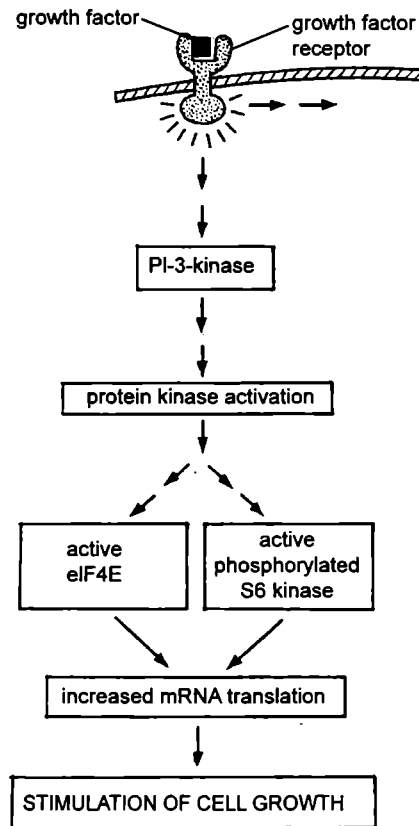 growth factor
growth factor
receptor
PI-3-kinase
protein kinase activation
active
eIF4E
active
phosphorylated
S6 kinase
increased mRNA translation
STIMULATION OF CELL GROWTH